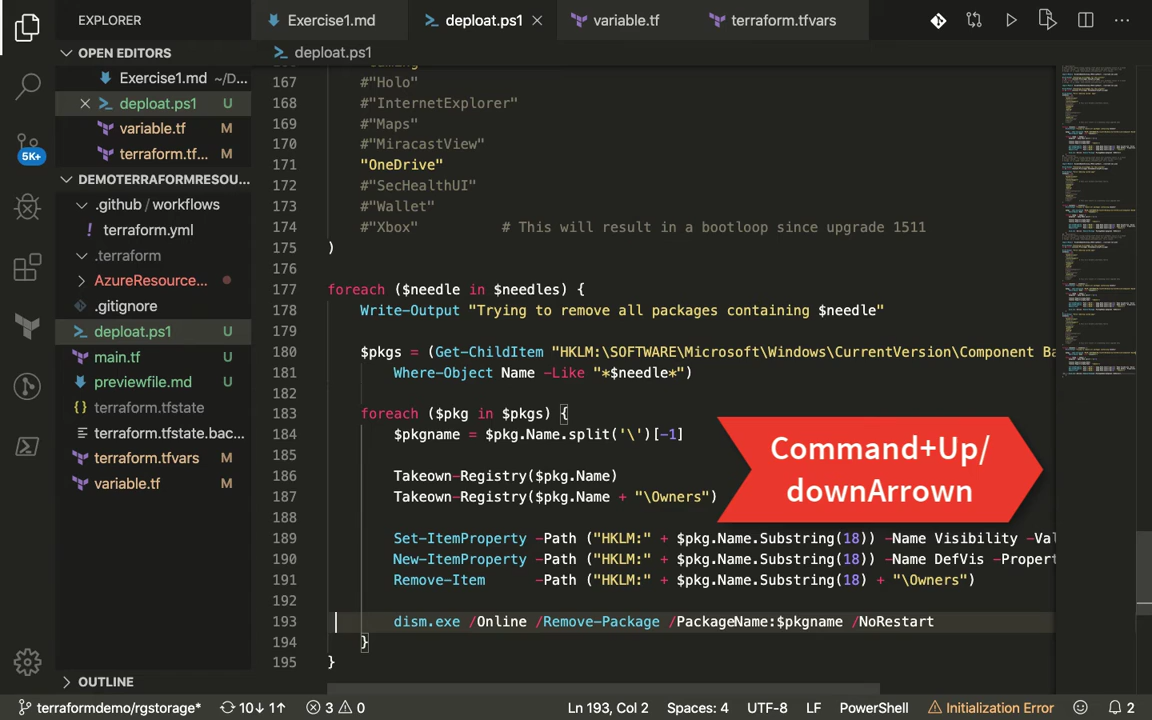 EXPLORER
Exercise1.md
deploat.ps1
variable.tf
terraform.tfvars
OPEN EDITORS
Exercise1.md ~/D...
deploat.ps1 U
variable.tf M
terraform.tf... M
5K+
DEMOTERRAFORMRESOU...
.github / workflows
! terraform.yml
.terraform
AzureResource...
.gitignore
deploat.ps1 U
main.tf U
previewfile.md U
{} terraform.tfstate
terraform.tfstate.bac...
terraform.tfvars M
variable.tf M
OUTLINE
deploat.ps1
167 #"Holo"
168 #"InternetExplorer"
169 #"Maps"
170 #"MiracastView"
171 "OneDrive"
172 #"SecHealthUI"
173 #"Wallet"
174 #"Xbox" # This will result in a bootloop since upgrade 1511
175 )
176
177 foreach ($needle in $needles) {
178 Write-Output "Trying to remove all packages containing $needle"
179
180 $pkgs = (Get-ChildItem "HKLM:\SOFTWARE\Microsoft\Windows\CurrentVersion\Component Ba
181 Where-Object Name -Like "*$needle*")
182
183 foreach ($pkg in $pkgs) {
184 $pkgname = $pkg.Name.split('\')[-1]
185
186 Takeown-Registry($pkg.Name)
187 Takeown-Registry($pkg.Name + "\Owners")
188
189 Set-ItemProperty -Path ("HKLM:" + $pkg.Name.Substring(18)) -Name Visibility -Val
190 New-ItemProperty -Path ("HKLM:" + $pkg.Name.Substring(18)) -Name DefVis -Propert
191 Remove-Item -Path ("HKLM:" + $pkg.Name.Substring(18) + "\Owners")
192
193 dism.exe /Online /Remove-Package /PackageName:$pkgname /NoRestart
194 }
195 }
Command+Up/
downArrown
terraformdemo/rgstorage* 10↓ 1↑ 3 0 Ln 193, Col 2 Spaces: 4 UTF-8 LF PowerShell Initialization Error 2